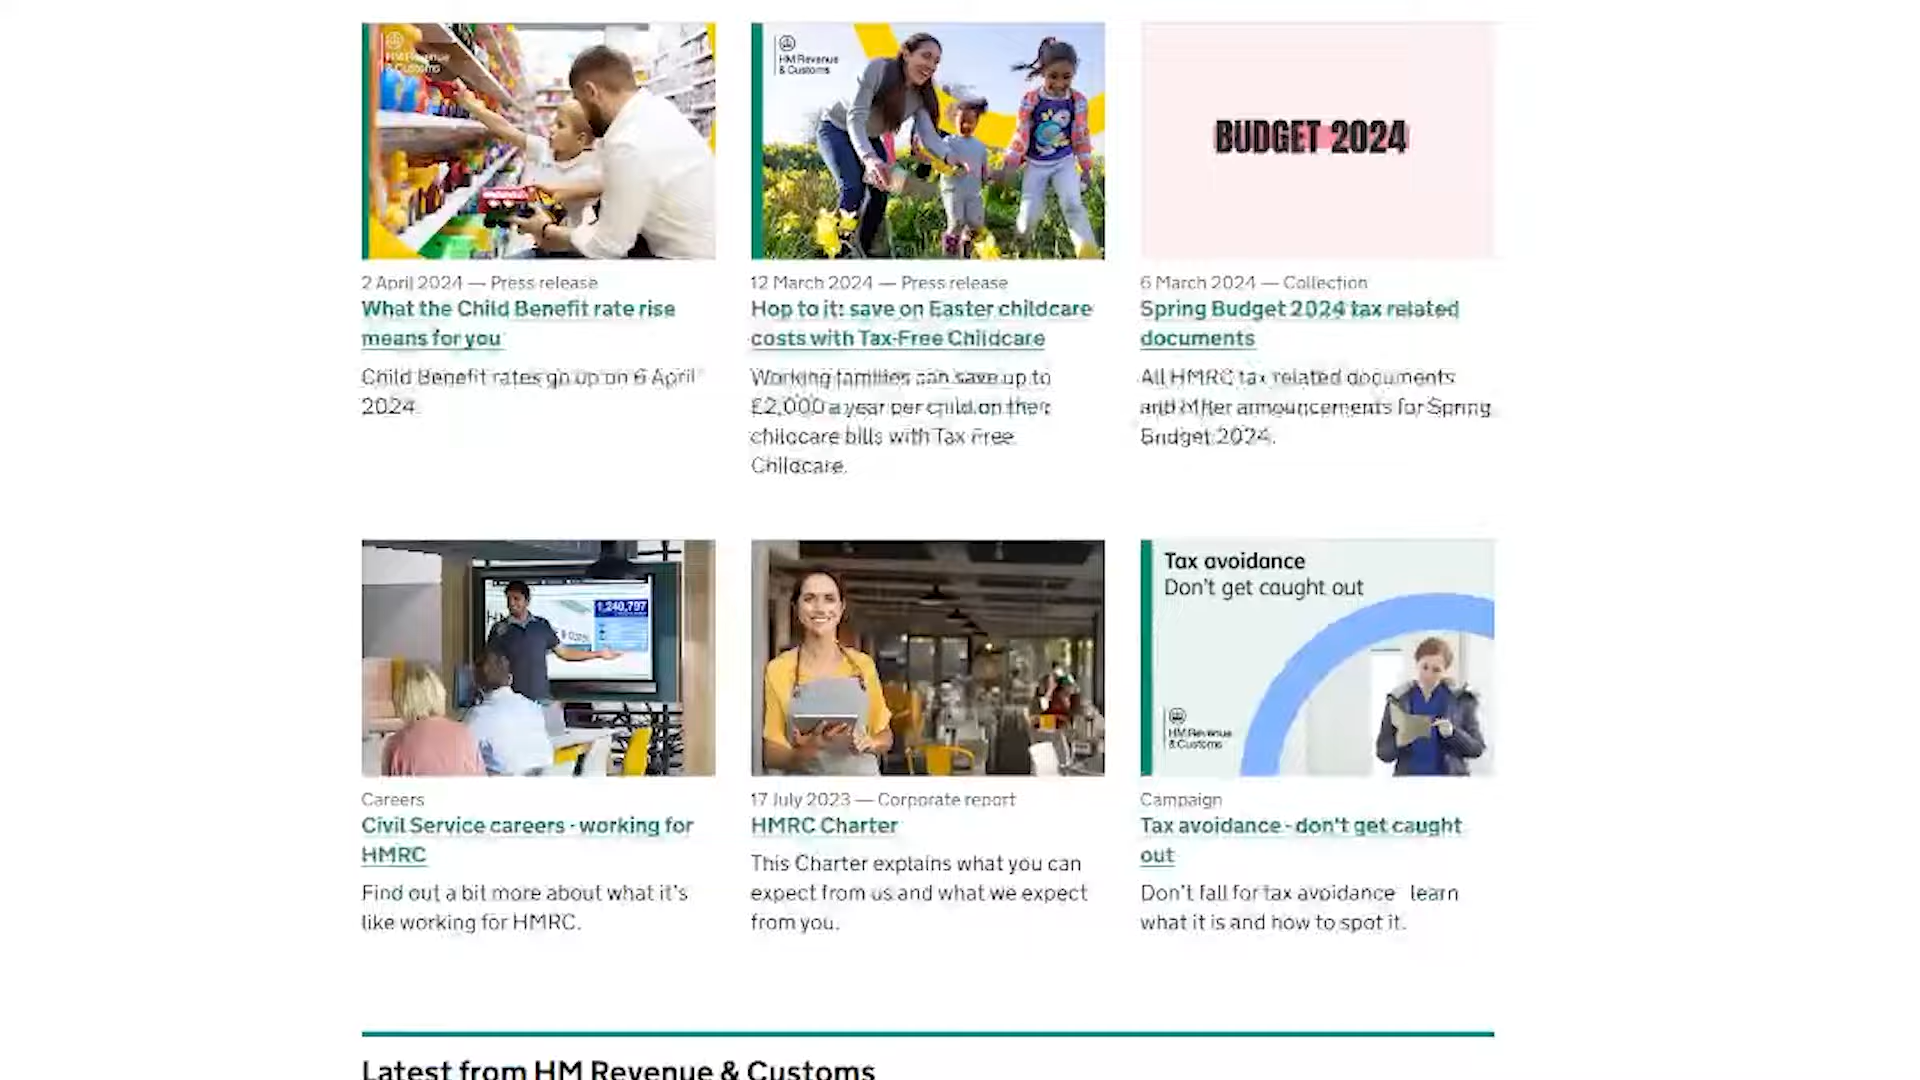 HM Revenue
& Customs
HM Revenue
& Customs
BUDGET 2024
2 April 2024 — Press release
What the Child Benefit rate rise
means for you
Child Benefit rates go up on 6 April
2024.
12 March 2024 — Press release
Hop to it: save on Easter childcare
costs with Tax-Free Childcare
Working families can save up to
£2,000 a year per child on their
childcare bills with Tax-Free
Childcare.
6 March 2024 — Collection
Spring Budget 2024 tax related
documents
All HMRC tax related documents
and other announcements for Spring
Budget 2024.
1,240,797
Tax avoidance
Don't get caught out
HM Revenue
& Customs
Careers
Civil Service careers - working for
HMRC
Find out a bit more about what it's
like working for HMRC.
17 July 2023 — Corporate report
HMRC Charter
This Charter explains what you can
expect from us and what we expect
from you.
Campaign
Tax avoidance - don't get caught
out
Don't fall for tax avoidance learn
what it is and how to spot it.
Latest from HM Revenue & Customs